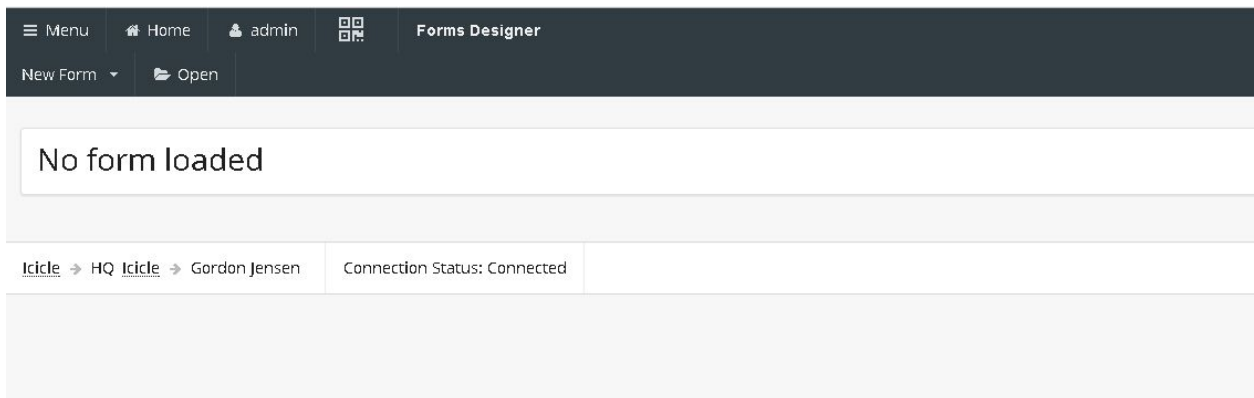 Menu Home admin Forms Designer
New Form Open
No form loaded
Icicle HQ Icicle Gordon Jensen Connection Status: Connected